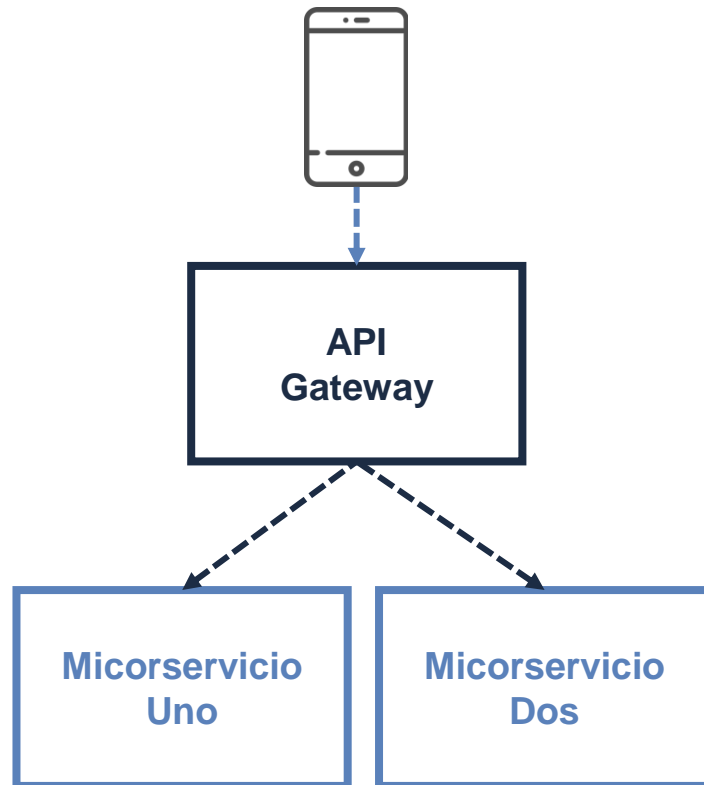 API
Gateway
Micorservicio
Uno
Micorservicio
Dos